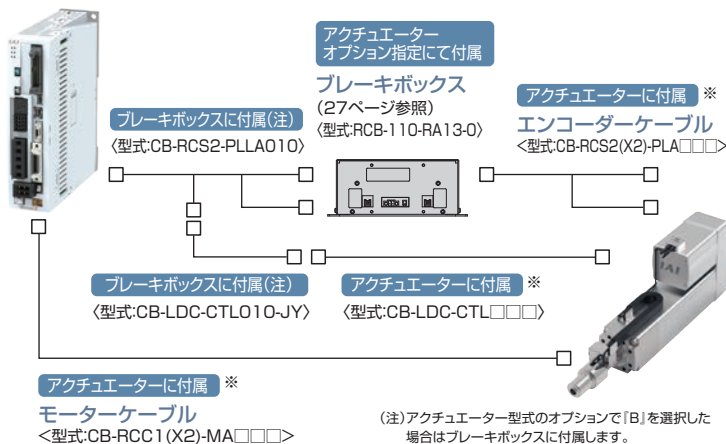 アクチュエーター
オプション指定にて付属
ブレーキボックス
(27ページ参照)
〈型式:RCB-110-RA13-0〉
アクチュエーターに付属 ※
エンコーダーケーブル
<型式:CB-RCS2(X2)-PLA□□□>
ブレーキボックスに付属(注)
〈型式:CB-RCS2-PLLA010〉
ブレーキボックスに付属(注)
〈型式:CB-LDC-CTL010-JY〉
アクチュエーターに付属 ※
〈型式:CB-LDC-CTL□□□〉
IAI
アクチュエーターに付属 ※
モーターケーブル
<型式:CB-RCC1(X2)-MA□□□>
(注)アクチュエーター型式のオプションで『B』を選択した
場合はブレーキボックスに付属します。